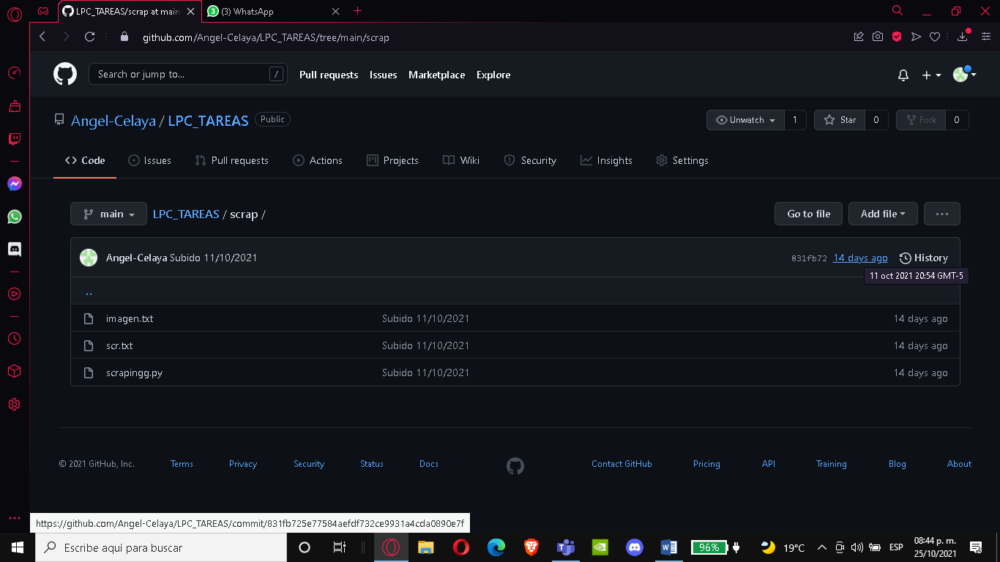 LPC_TAREAS/scrap at main
3
(3) WhatsApp
github.com/Angel-Celaya/LPC_TAREAS/tree/main/scrap
Search or jump to...
/
Pull requests
Issues
Marketplace
Explore
Angel-Celaya / LPC_TAREAS
Public
Unwatch
1
Star
0
Fork
0
Code
Issues
Pull requests
Actions
Projects
Wiki
Security
Insights
Settings
main
LPC_TAREAS / scrap /
Go to file
Add file
Angel-Celaya Subido 11/10/2021
831fb72
14 days ago
History
11 oct 2021 20:54 GMT-5
..
imagen.txt
Subido 11/10/2021
14 days ago
scr.txt
Subido 11/10/2021
14 days ago
scrapingg.py
Subido 11/10/2021
14 days ago
© 2021 GitHub, Inc.
Terms
Privacy
Security
Status
Docs
Contact GitHub
Pricing
API
Training
Blog
About
https://github.com/Angel-Celaya/LPC_TAREAS/commit/831fb725e77584aefdf732ce9931a4cda0890e7f
Escribe aquí para buscar
96%
19°C
ESP
08:44 p. m.
25/10/2021